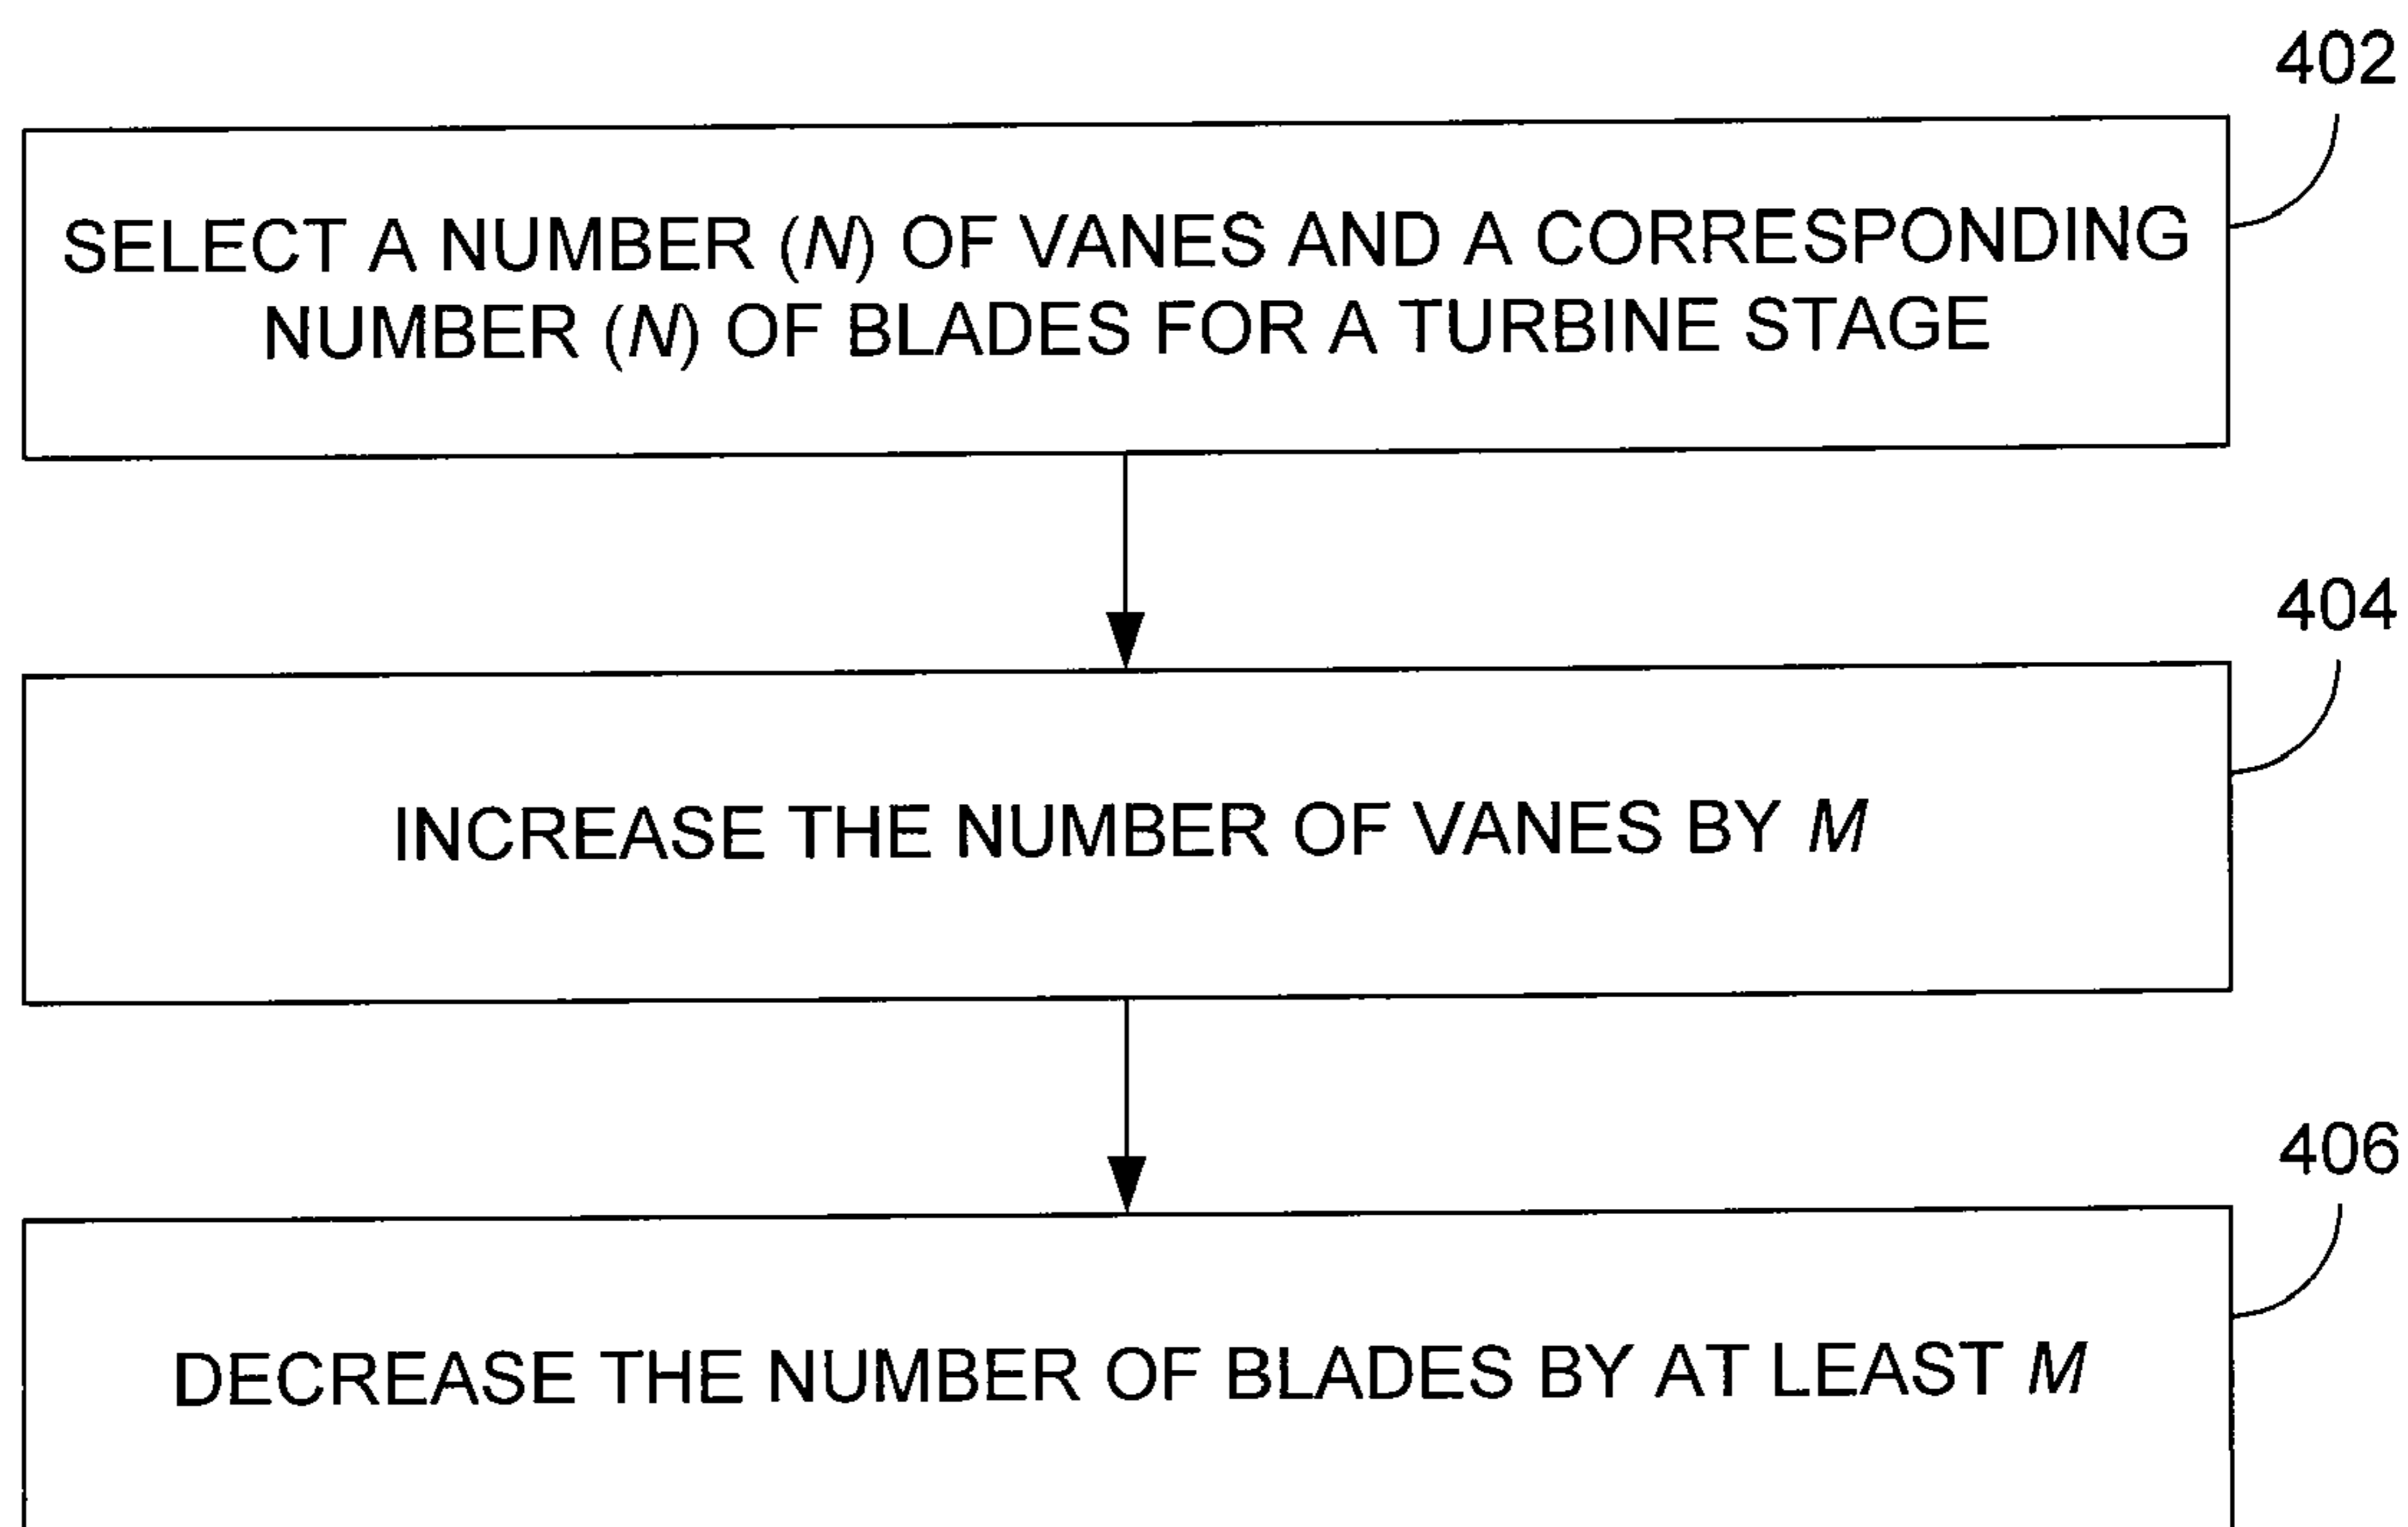 402
SELECT A NUMBER (N) OF VANES AND A CORRESPONDING
NUMBER (N) OF BLADES FOR A TURBINE STAGE
404
INCREASE THE NUMBER OF VANES BY M
406
DECREASE THE NUMBER OF BLADES BY AT LEAST M